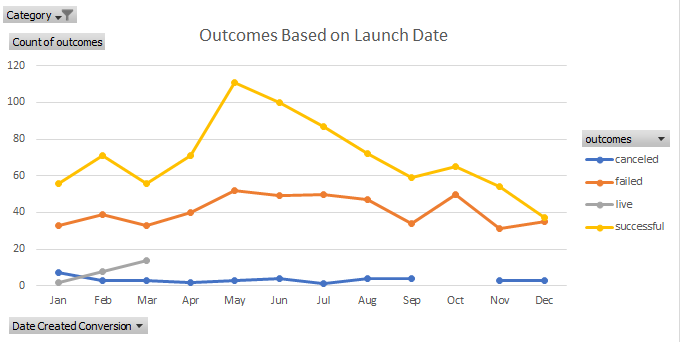 Category
Outcomes Based on Launch Date
Count of outcomes
120
100
80
60
40
20
0
Jan Feb Mar Apr May Jun Jul Aug Sep Oct Nov Dec
outcomes
canceled
failed
live
successful
Date Created Conversion